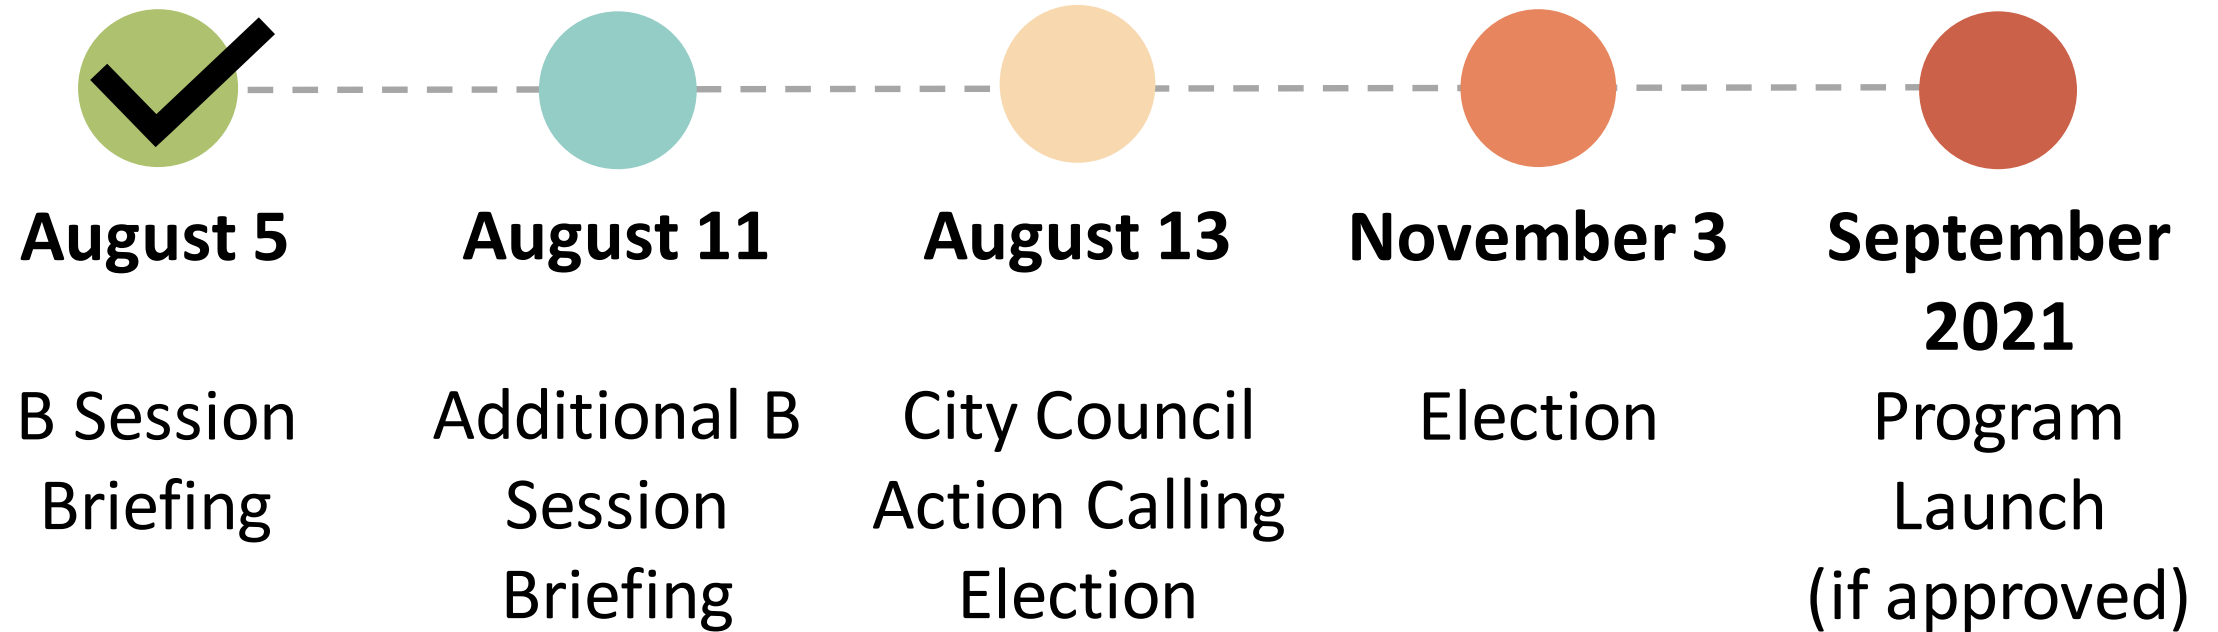 August 5
B Session
Briefing
August 11
Additional B
Session
Briefing
August 13
City Council
Action Calling
Election
November 3
Election
September
2021
Program
Launch
(if approved)